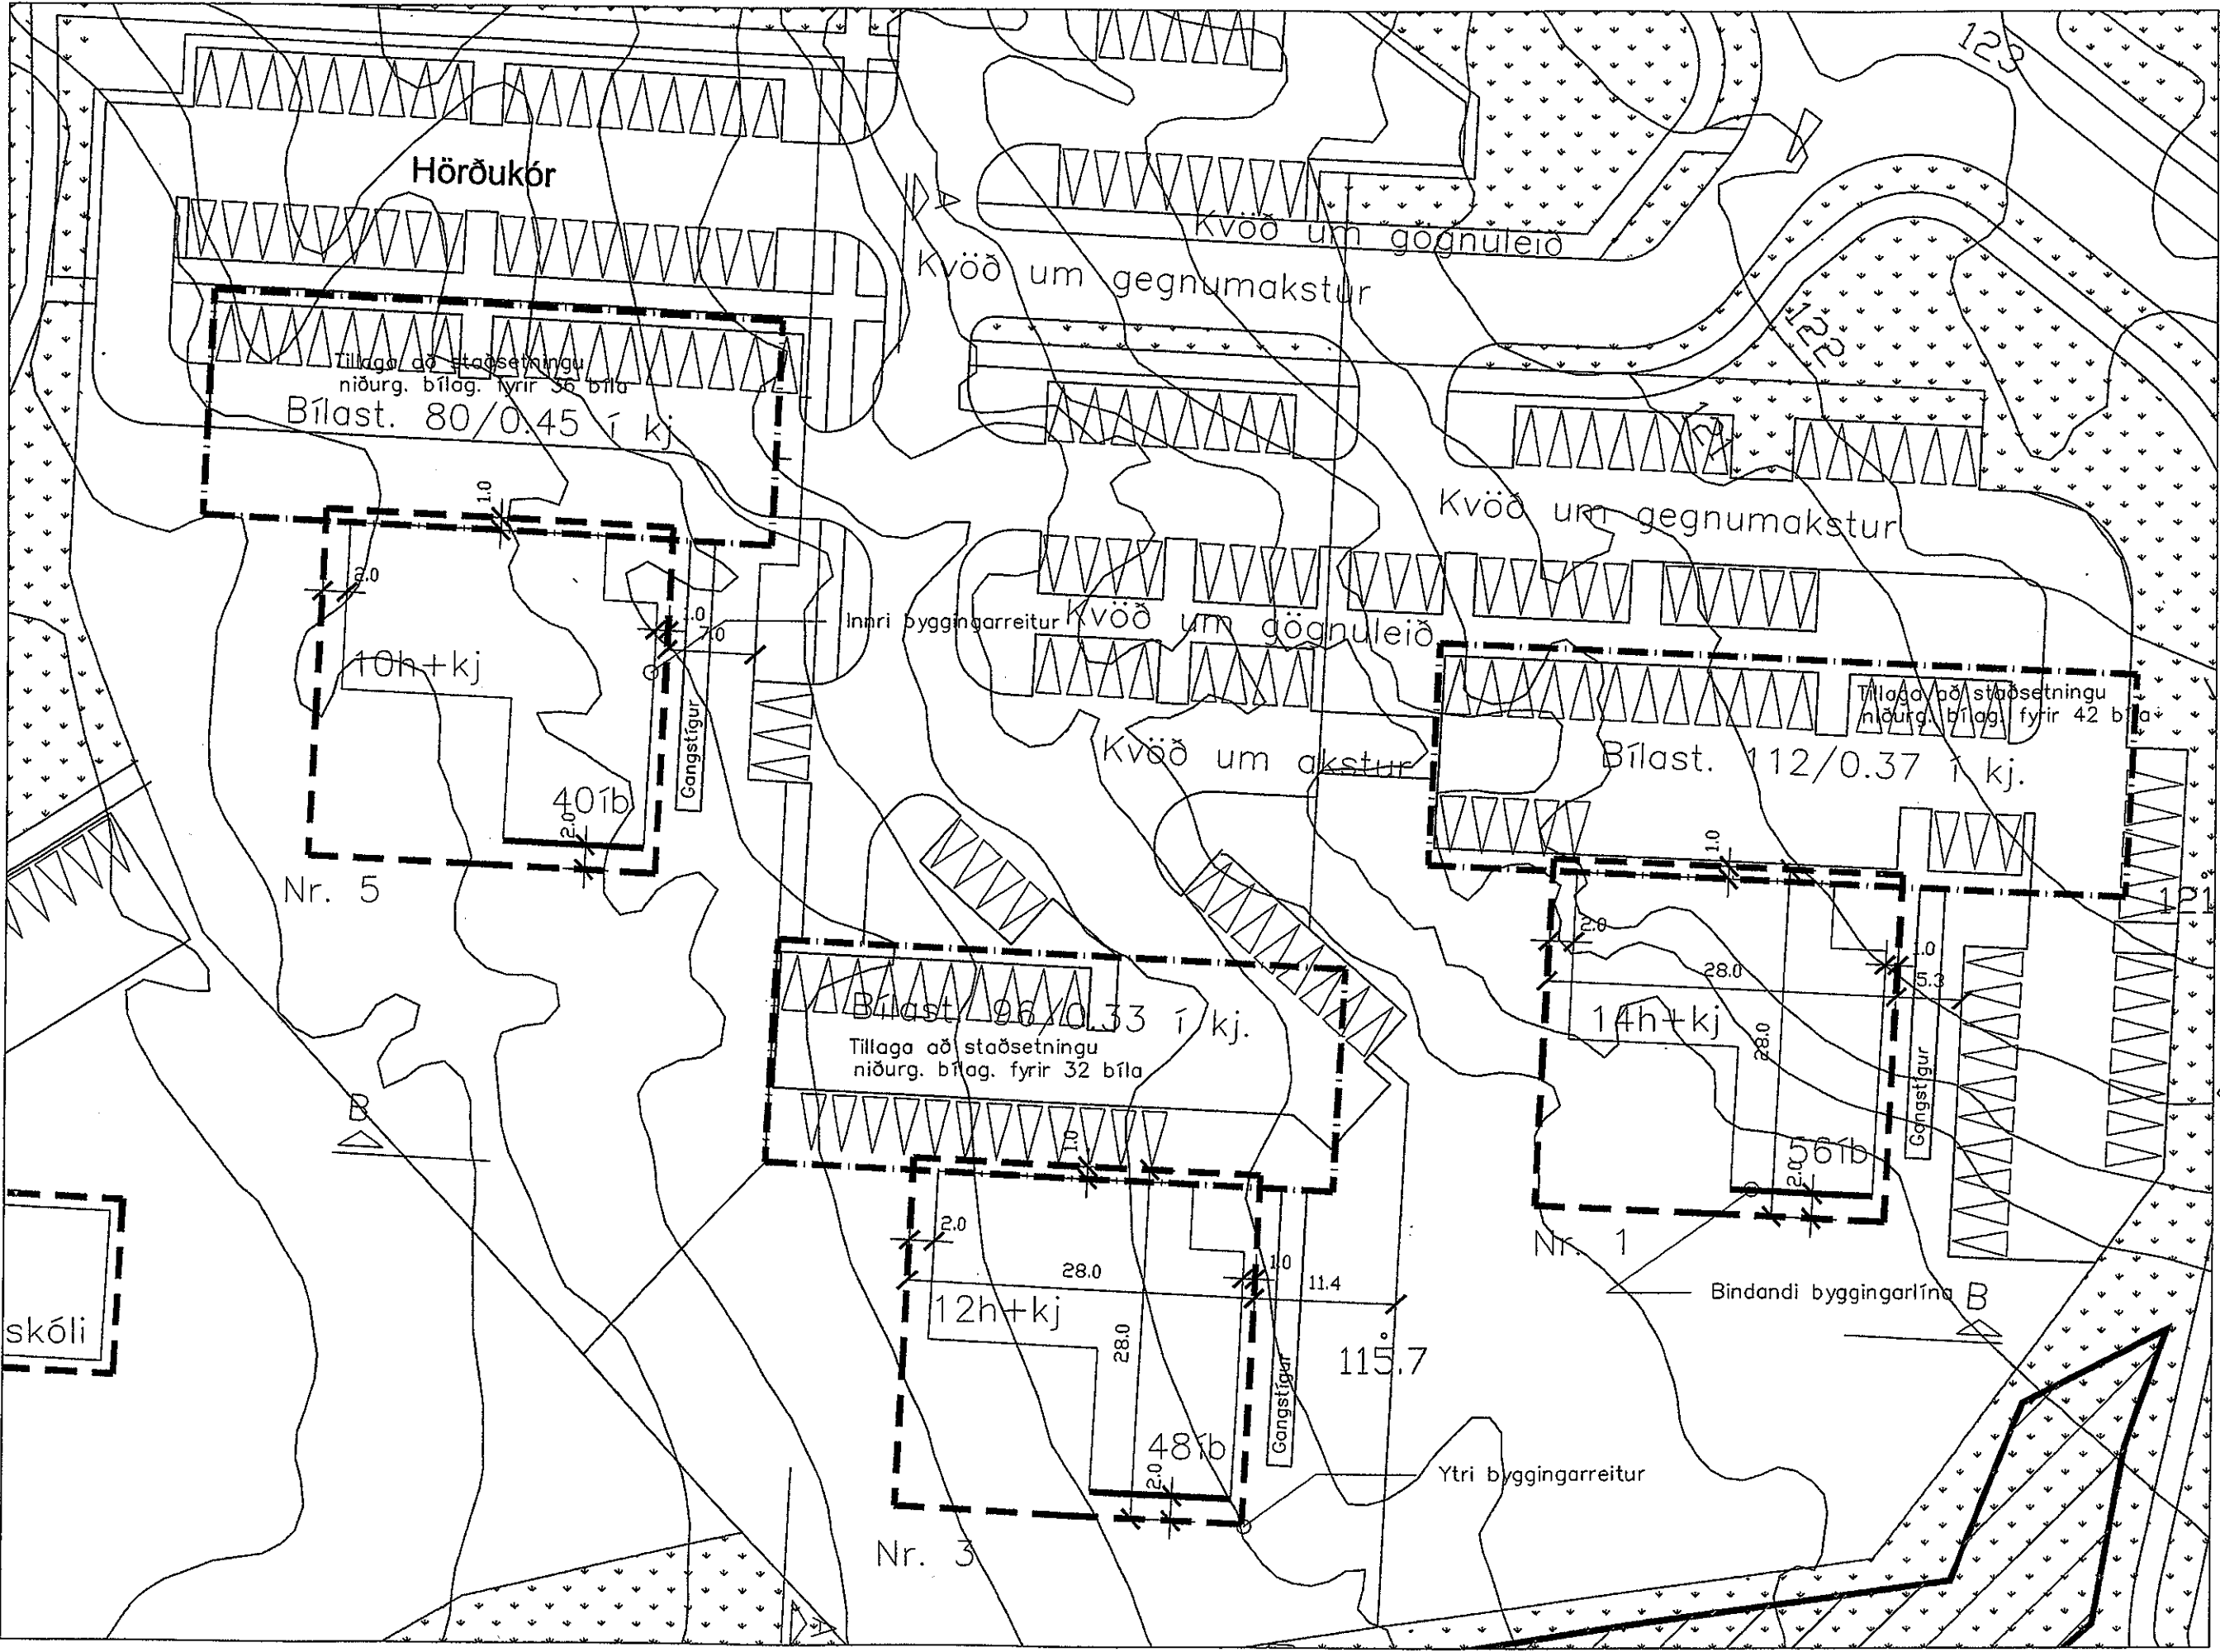 123
Hörðukór
A
Kvöð um gögnuleið
Kvöð um gegnumakstur
122
Tillaga að staðsetningu
niðurg. bílag. fyrir 36 bíla
Bílast. 80/0.45 í kj
121
1.0
Kvöð um gegnumakstur
2.0
1.0
7.0
Innri byggingarreitur
Kvöð um gögnuleið
10h+kj
Gangstígur
Tillaga að staðsetningu
niðurg. bílag. fyrir 42 bíla
Kvöð um akstur
Bílast. 112/0.37 í kj.
40íb
2.0
1.0
Nr. 5
121
2.0
1.0
28.0
5.3
Bílast. 96/0.33 í kj.
14h+kj
28.0
Tillaga að staðsetningu
niðurg. bílag. fyrir 32 bíla
Gangstígur
B
1.0
56íb
2.0
2.0
Nr. 1
28.0
1.0
11.4
Bindandi byggingarlína
B
12h+kj
skóli
28.0
115.7
Gangstígur
48íb
2.0
Ytri byggingarreitur
Nr. 3
A